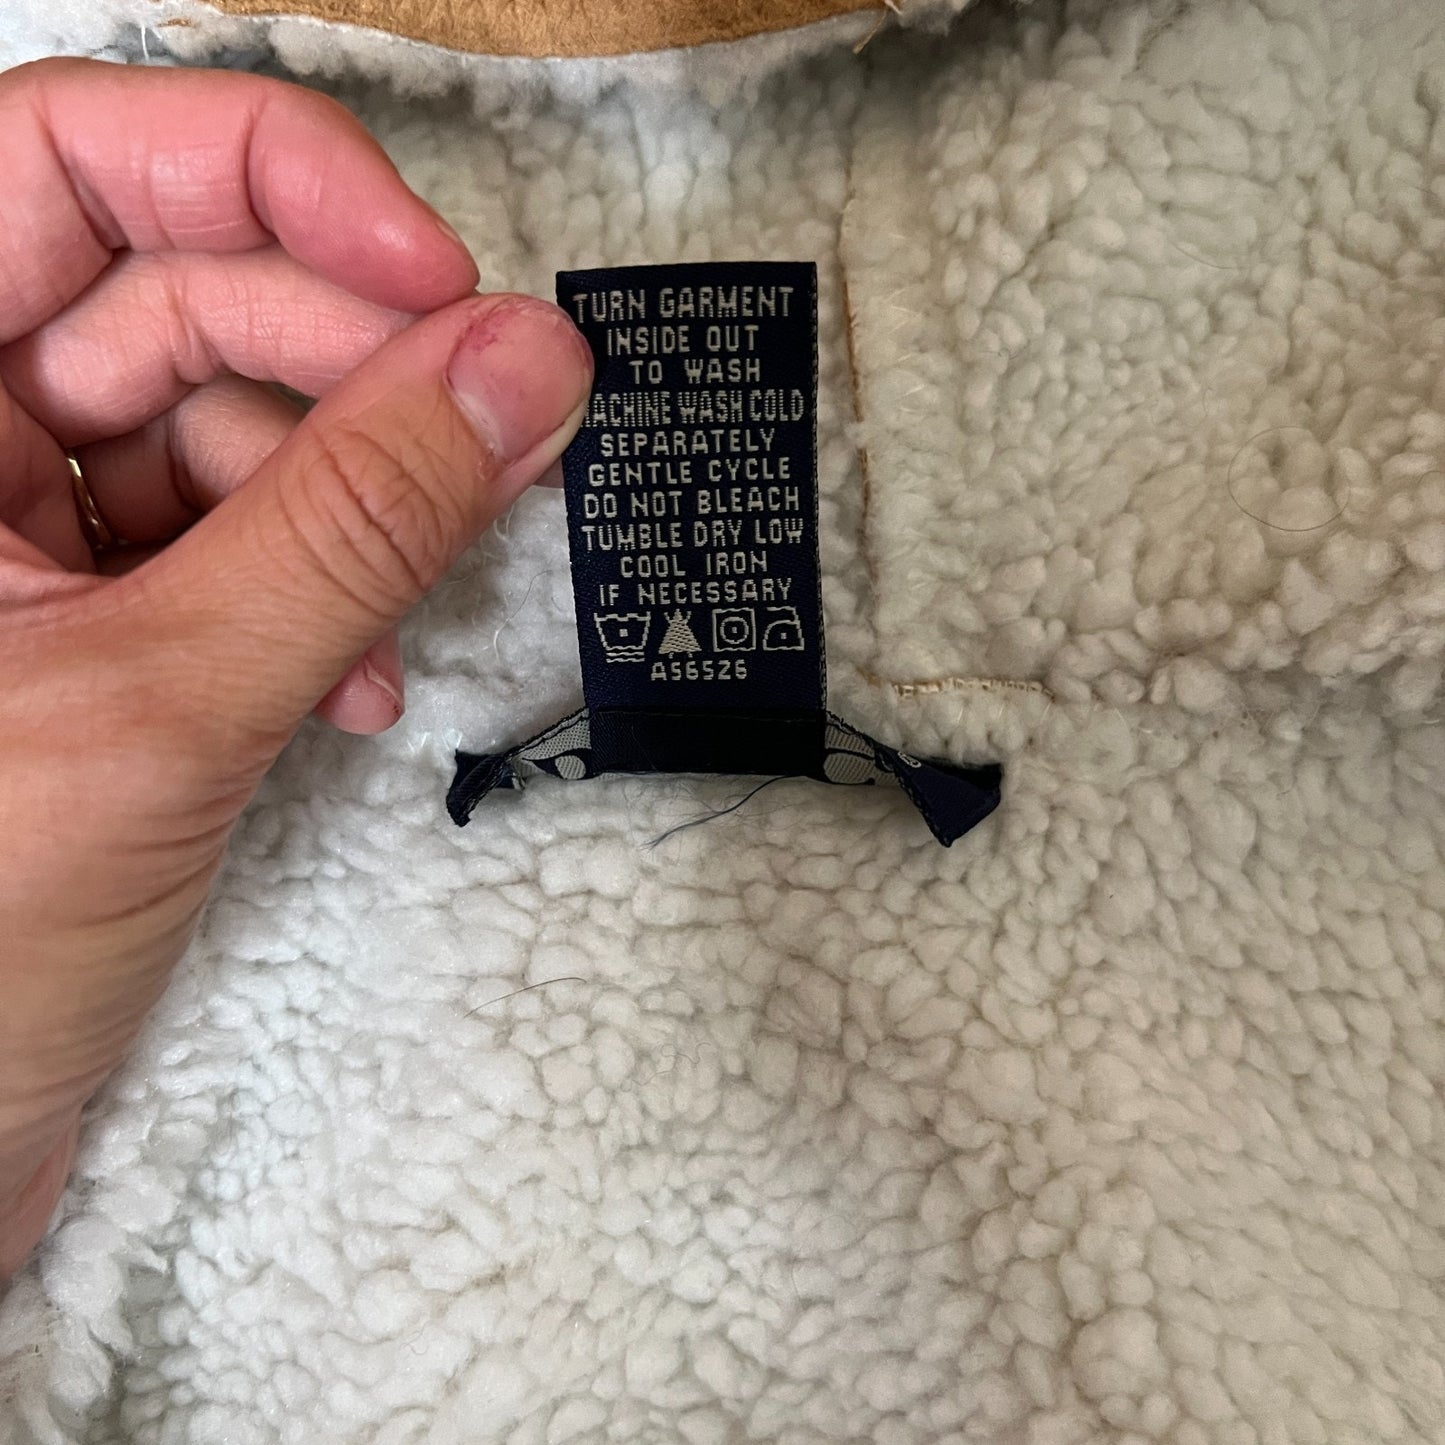 TURN GARMENT
INSIDE OUT
TO WASH
MACHINE WASH COLD
SEPARATELY
GENTLE CYCLE
DO NOT BLEACH
TUMBLE DRY LOW
COOL IRON
IF NECESSARY
A56526